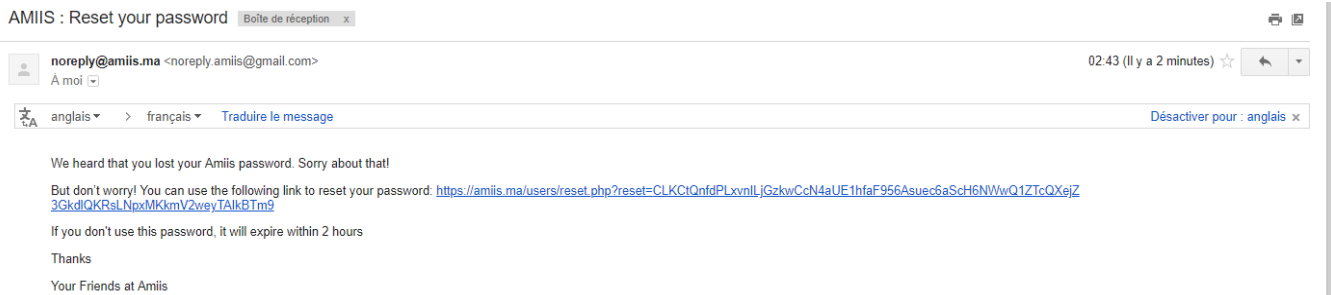 AMIIS : Reset your password Boîte de réception x
noreply@amiis.ma <noreply.amiis@gmail.com> 02:43 (Il y a 2 minutes)
À moi
anglais > français Traduire le message Désactiver pour : anglais x
We heard that you lost your Amiis password. Sorry about that!
But don't worry! You can use the following link to reset your password: https://amiis.ma/users/reset.php?reset=CLKCtQnfdPLxvnILjGzkwCcN4aUE1hfaF956Asuec6aScH6NWwQ1ZTcQXejZ
3GkdlQKRsLNpxMKkmV2weyTAlkBTm9
If you don't use this password, it will expire within 2 hours
Thanks
Your Friends at Amiis